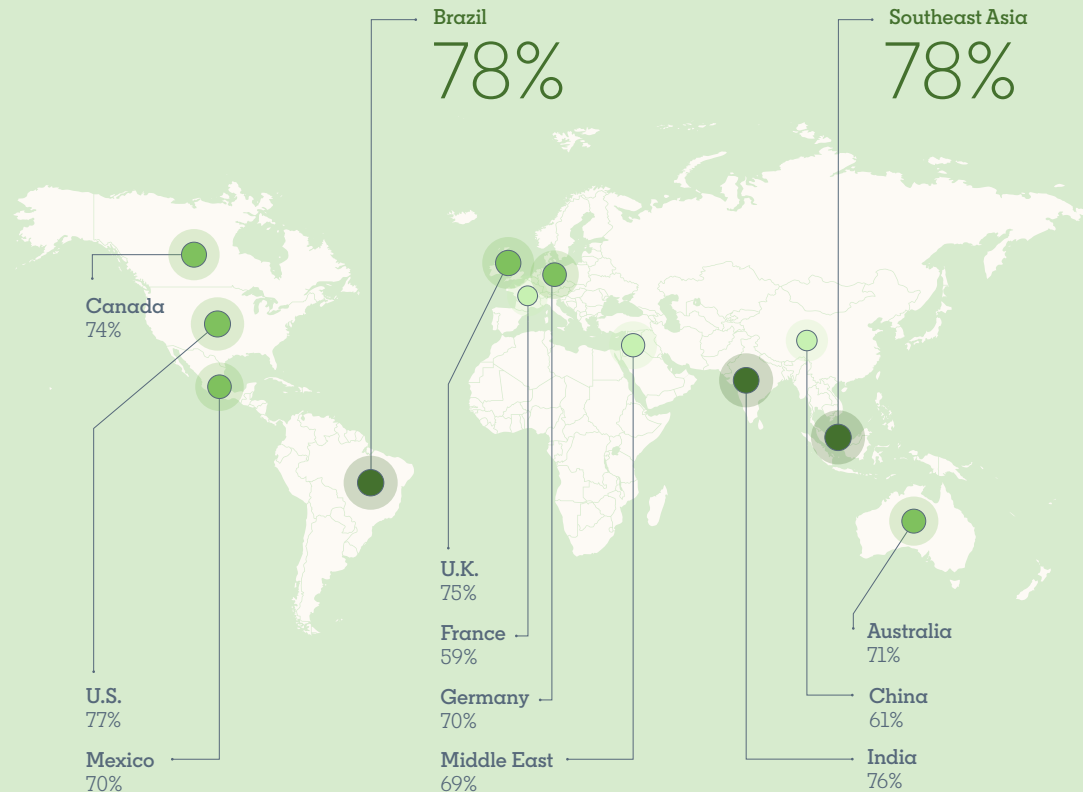 Brazil
78%
Southeast Asia
78%
Canada
74%
U.S.
77%
Mexico
70%
U.K.
75%
France
59%
Germany
70%
Middle East
69%
Australia
71%
China
61%
India
76%